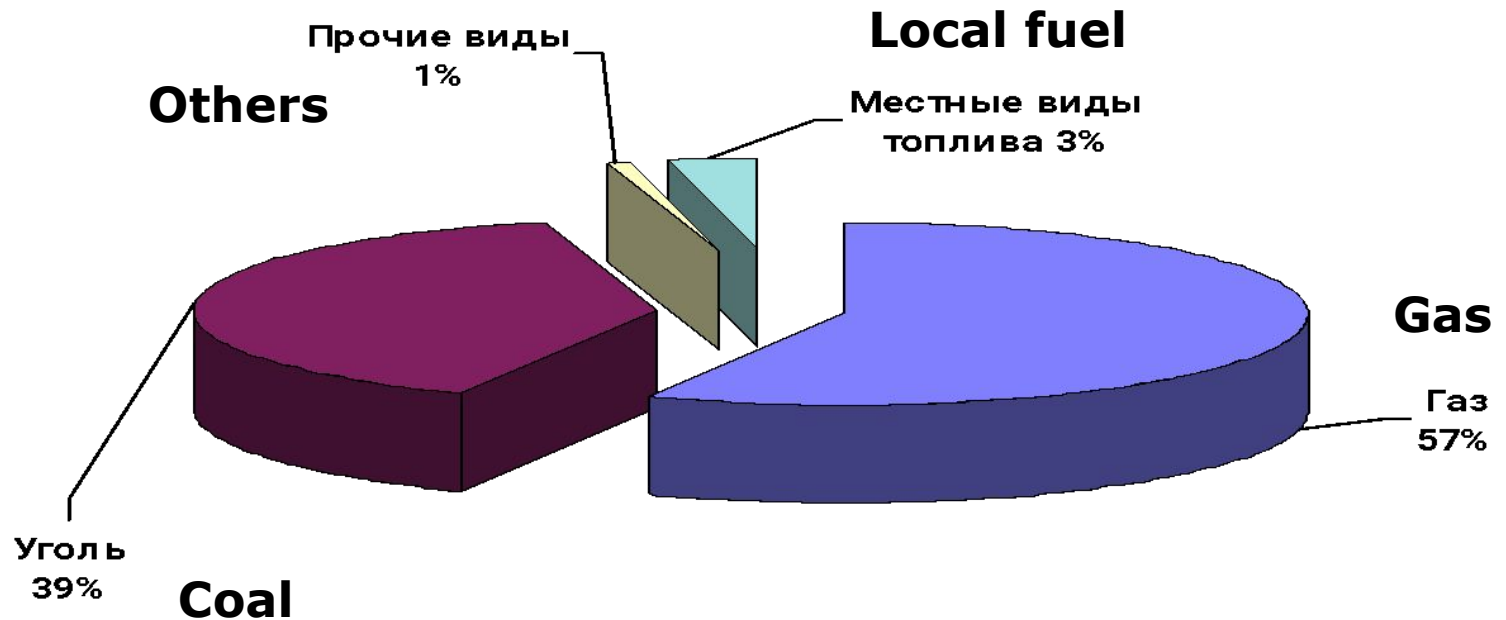 Local fuel
Прочие виды
1%
Others
Местные виды
топлива 3%
Gas
Газ
57%
Уголь
39%
Coal